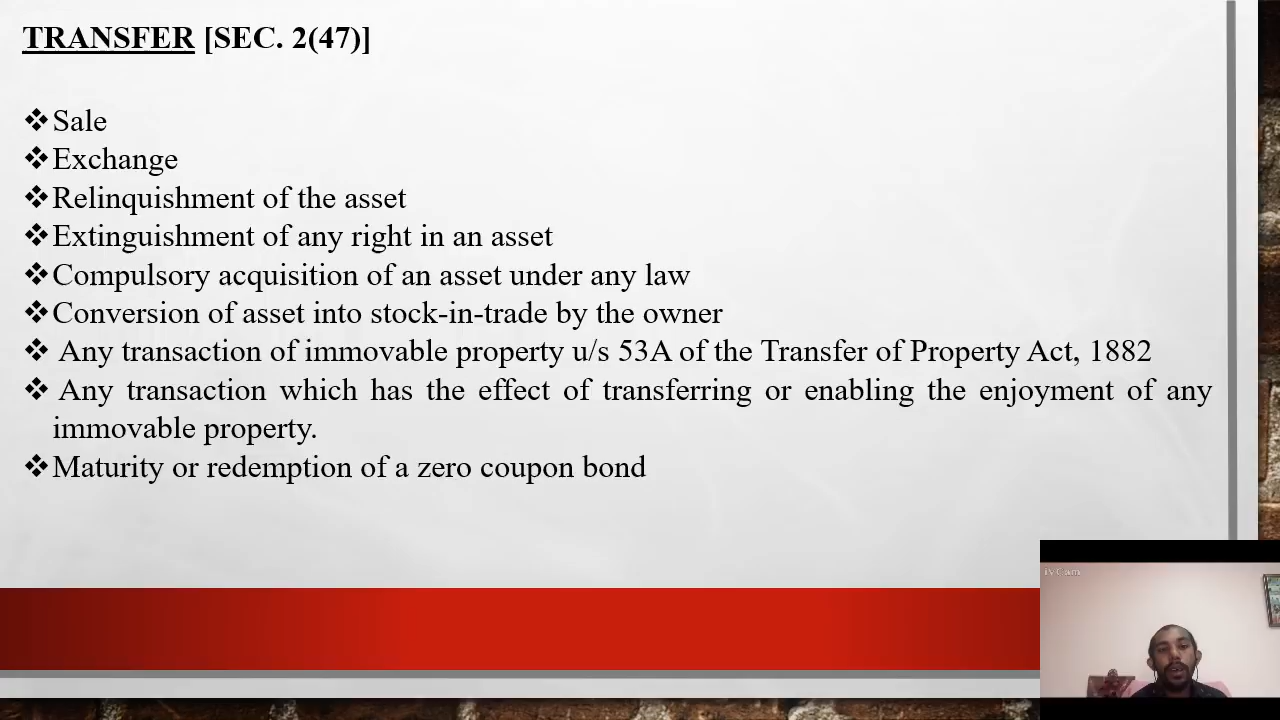 TRANSFER [SEC. 2(47)]
❖Sale
❖Exchange
❖Relinquishment of the asset
❖Extinguishment of any right in an asset
❖Compulsory acquisition of an asset under any law
❖Conversion of asset into stock-in-trade by the owner
❖ Any transaction of immovable property u/s 53A of the Transfer of Property Act, 1882
❖ Any transaction which has the effect of transferring or enabling the enjoyment of any
immovable property.
❖Maturity or redemption of a zero coupon bond
iVCam